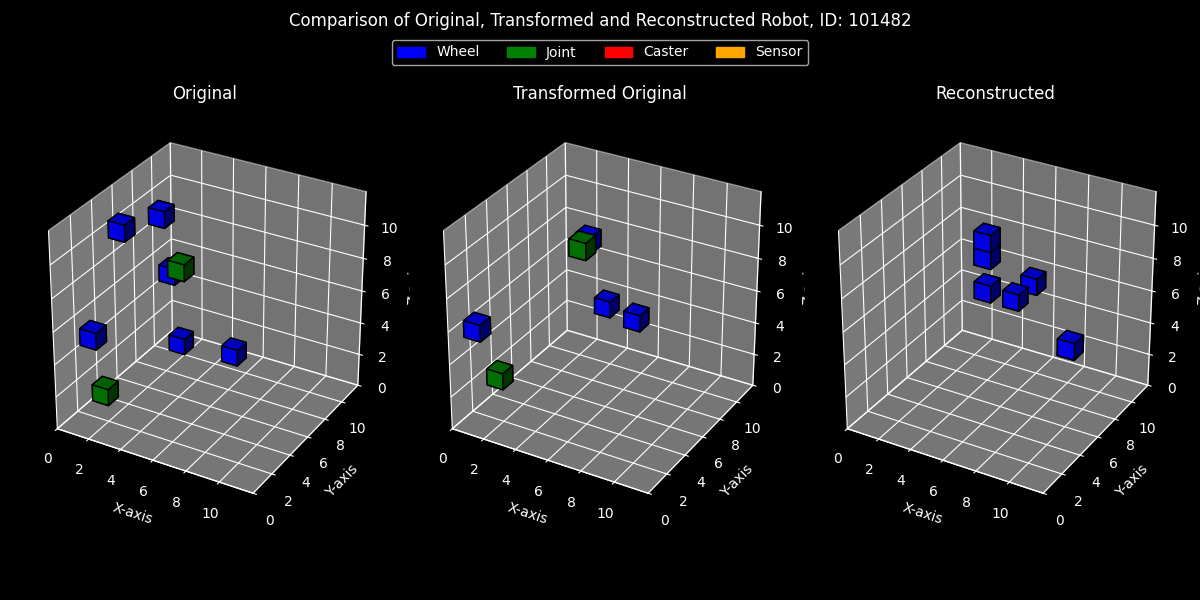 Comparison of Original, Transformed and Reconstructed Robot, ID: 101482
Wheel Joint Caster Sensor
Original Transformed Original Reconstructed
10 10 10
8 8 8
6 6 6
4 4 4
2 2 2
0 0 0
10 10 10
8 8 8
6 6 6
4 4 4
2 2 2
0 0 0
0 2 4 6 8 10 0 2 4 6 8 10 0 2 4 6 8 10
X-axis Y-axis X-axis Y-axis X-axis Y-axis